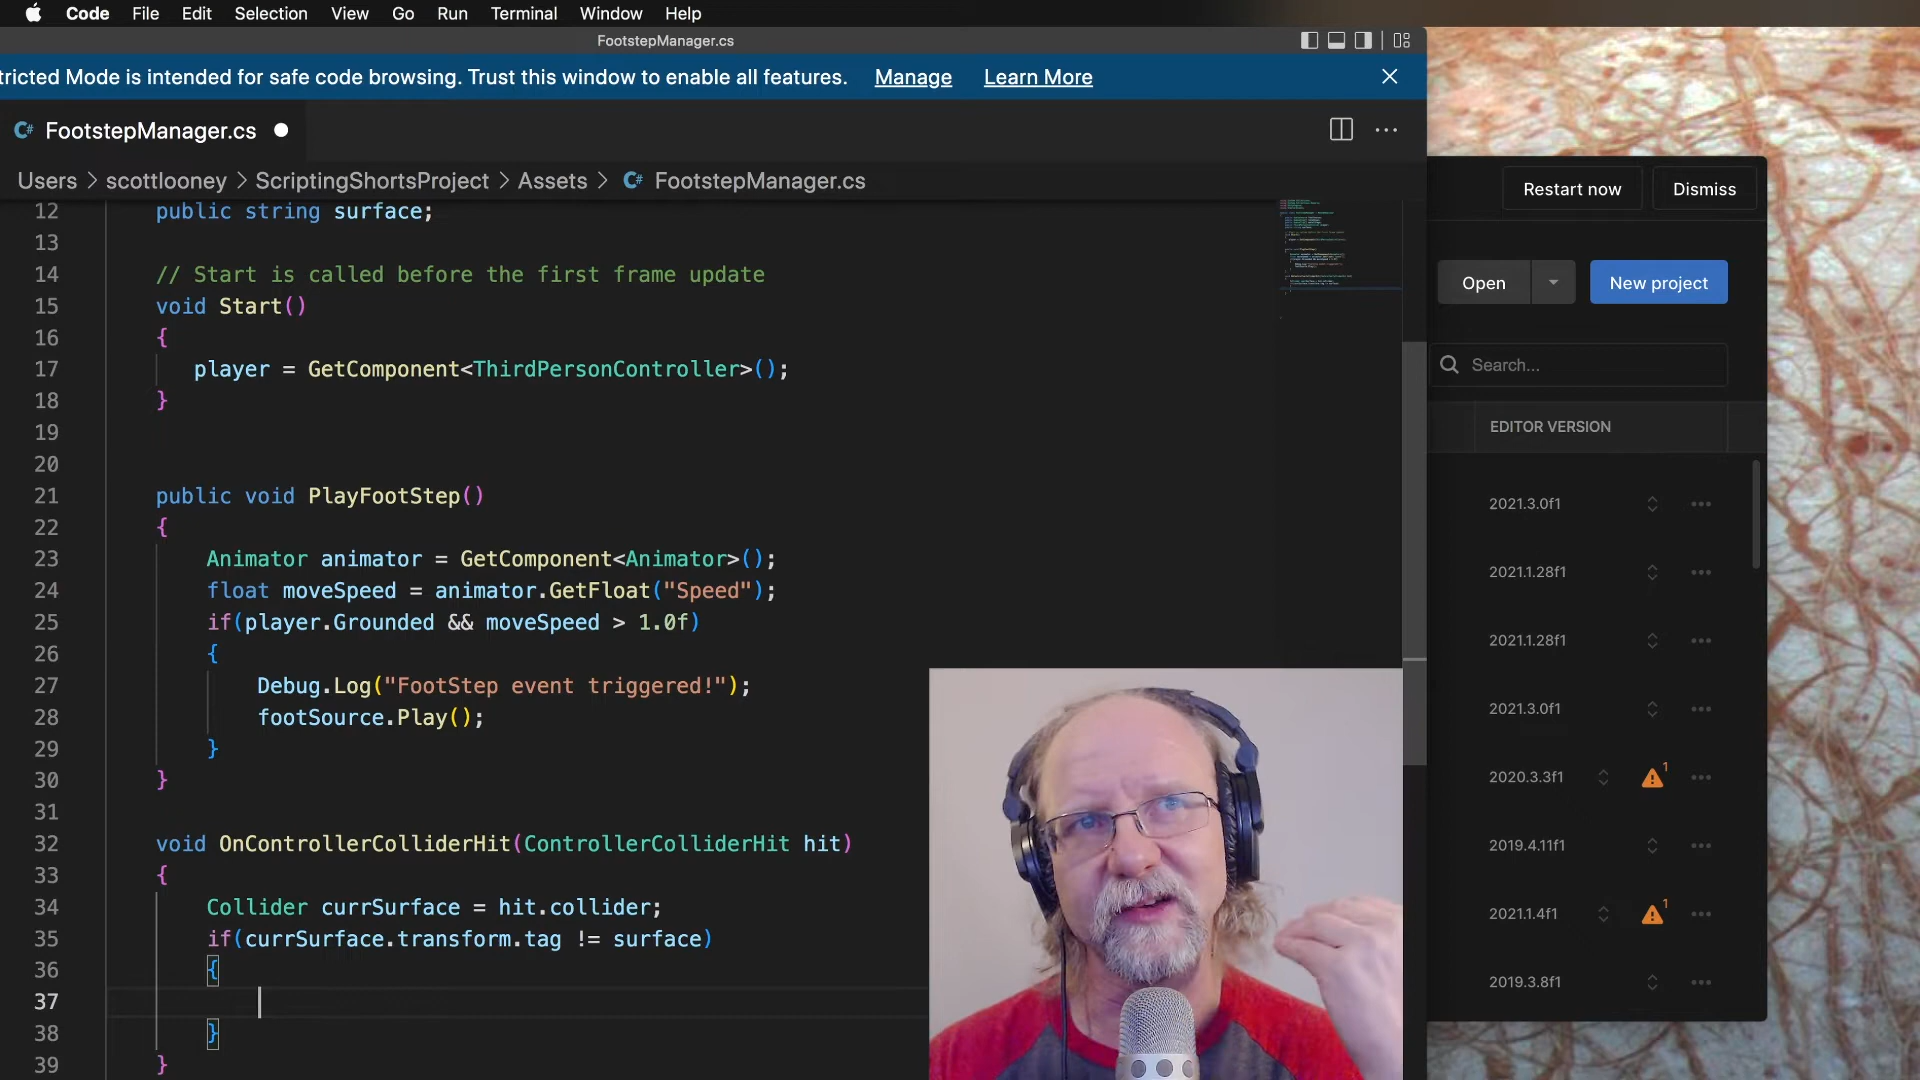 Code File Edit Selection View Go Run Terminal Window Help
FootstepManager.cs
tricted Mode is intended for safe code browsing. Trust this window to enable all features. Manage Learn More
FootstepManager.cs
Users > scottlooney > ScriptingShortsProject > Assets > FootstepManager.cs
12 public string surface;
13
14 // Start is called before the first frame update
15 void Start()
16 {
17 player = GetComponent<ThirdPersonController>();
18 }
19
20
21 public void PlayFootStep()
22 {
23 Animator animator = GetComponent<Animator>();
24 float moveSpeed = animator.GetFloat("Speed");
25 if(player.Grounded && moveSpeed > 1.0f)
26 {
27 Debug.Log("FootStep event triggered!");
28 footSource.Play();
29 }
30 }
31
32 void OnControllerColliderHit(ControllerColliderHit hit)
33 {
34 Collider currSurface = hit.collider;
35 if(currSurface.transform.tag != surface)
36 {
37
38 }
39 }
Restart now Dismiss
Open New project
Search...
EDITOR VERSION
2021.3.0f1
2021.1.28f1
2021.1.28f1
2021.3.0f1
2020.3.3f1 1
2019.4.11f1
2021.1.4f1 1
2019.3.8f1